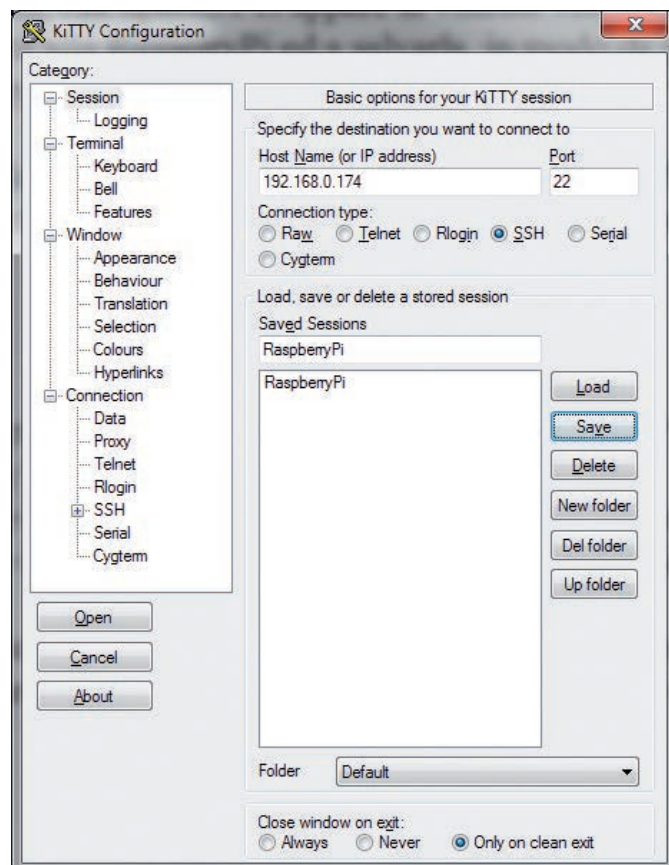 KiTTY Configuration
Category:
Session
Logging
Terminal
Keyboard
Bell
Features
Window
Appearance
Behaviour
Translation
Selection
Colours
Hyperlinks
Connection
Data
Proxy
Telnet
Rlogin
SSH
Serial
Cygterm
Open
Cancel
About
Basic options for your KiTTY session
Specify the destination you want to connect to
Host Name (or IP address) Port
192.168.0.174 22
Connection type:
Raw Telnet Rlogin SSH Serial
Cygterm
Load, save or delete a stored session
Saved Sessions
RaspberryPi
RaspberryPi
Load
Save
Delete
New folder
Del folder
Up folder
Folder Default
Close window on exit:
Always Never Only on clean exit